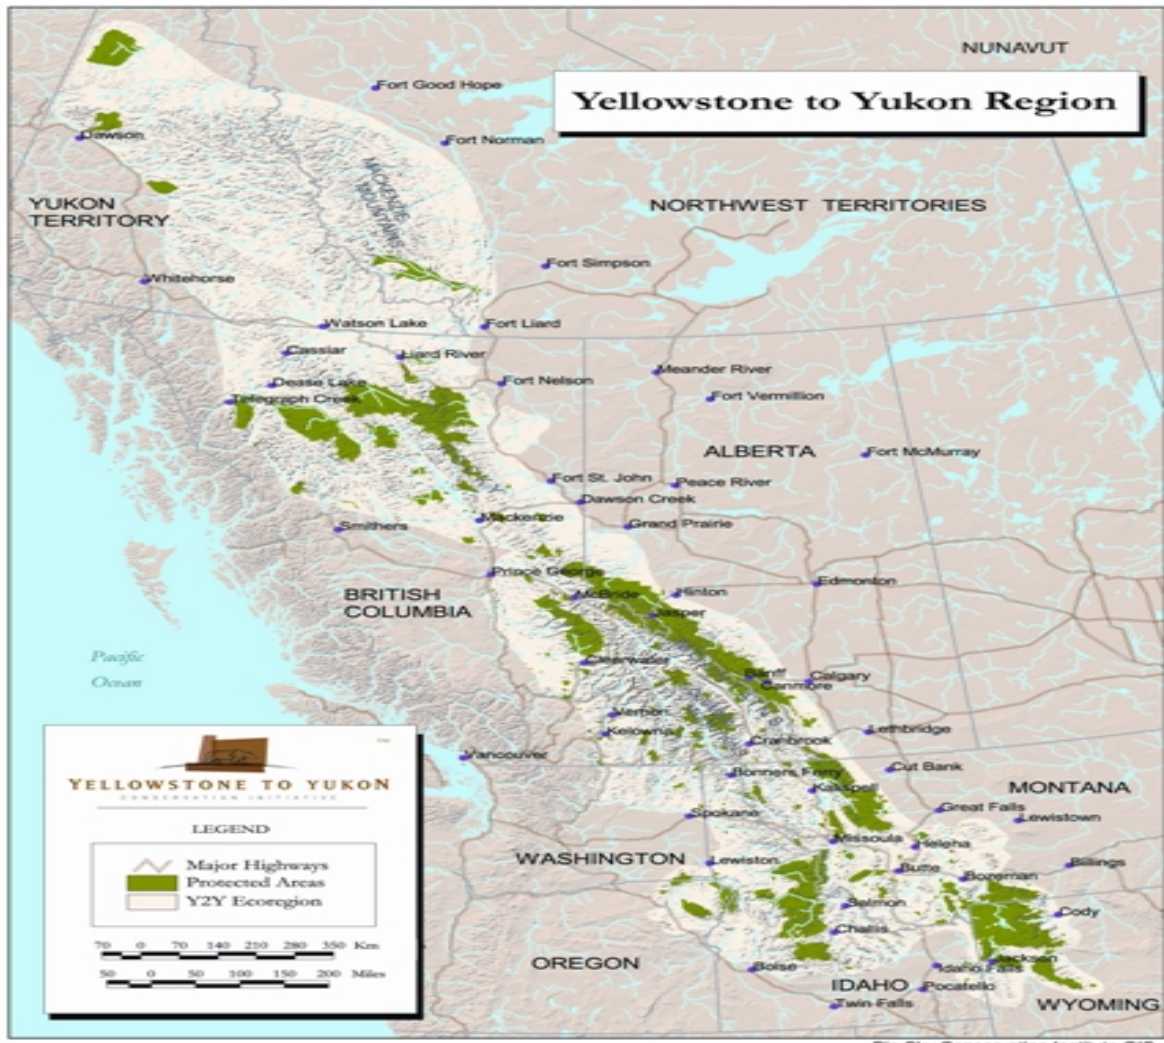 NUNAVUT
Yellowstone to Yukon Region
Fort Good Hope
Dawson
Fort Norman
MACKENZIE
MOUNTAINS
YUKON
TERRITORY
NORTHWEST TERRITORIES
Whitehorse
Fort Simpson
Watson Lake
Fort Liard
Cassiar
Liard River
Dease Lake
Fort Nelson
Meander River
Telegraph Creek
Fort Vermillion
ALBERTA
Fort McMurray
Fort St. John
Peace River
Dawson Creek
Mackenzie
Smithers
Grand Prairie
Prince George
Edmonton
BRITISH
COLUMBIA
McBride
Hinton
Jasper
Pacific
Ocean
Clearwater
Banff
Calgary
Canmore
Vernon
Kelowna
Cranbrook
Lethbridge
Vancouver
Bonners Ferry
Cut Bank
Kalispell
MONTANA
Great Falls
Lewistown
Spokane
Missoula
Helena
WASHINGTON
Lewiston
Butte
Billings
Bozeman
Salmon
Cody
Challis
OREGON
Boise
Jackson
Idaho Falls
IDAHO
Pocatello
WYOMING
Twin Falls
YELLOWSTONE TO YUKON
CONSERVATION INITIATIVE
LEGEND
Major Highways
Protected Areas
Y2Y Ecoregion
70 0 70 140 210 280 350 Km
50 0 50 100 150 200 Miles